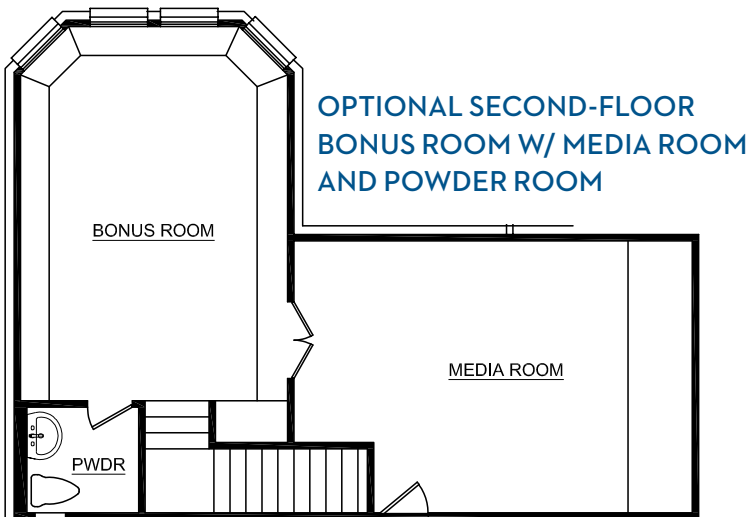 OPTIONAL SECOND-FLOOR
BONUS ROOM W/ MEDIA ROOM
AND POWDER ROOM
BONUS ROOM
MEDIA ROOM
PWDR